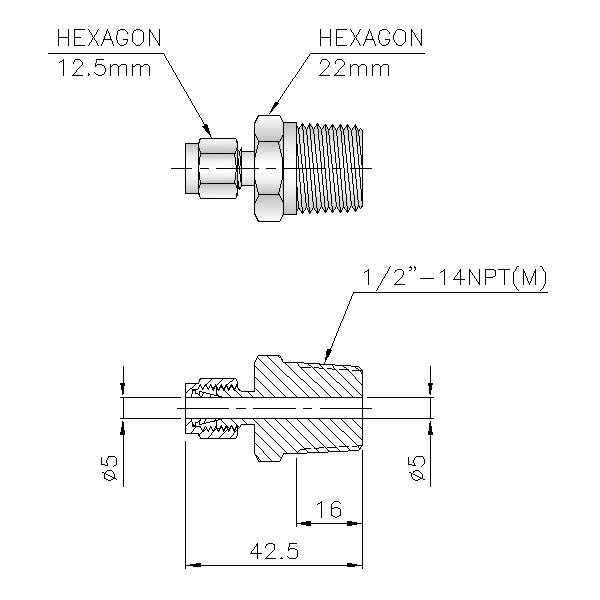 HEXAGON
12.5mm
HEXAGON
22mm
1/2”-14NPT(M)
ø5
ø5
16
42.5